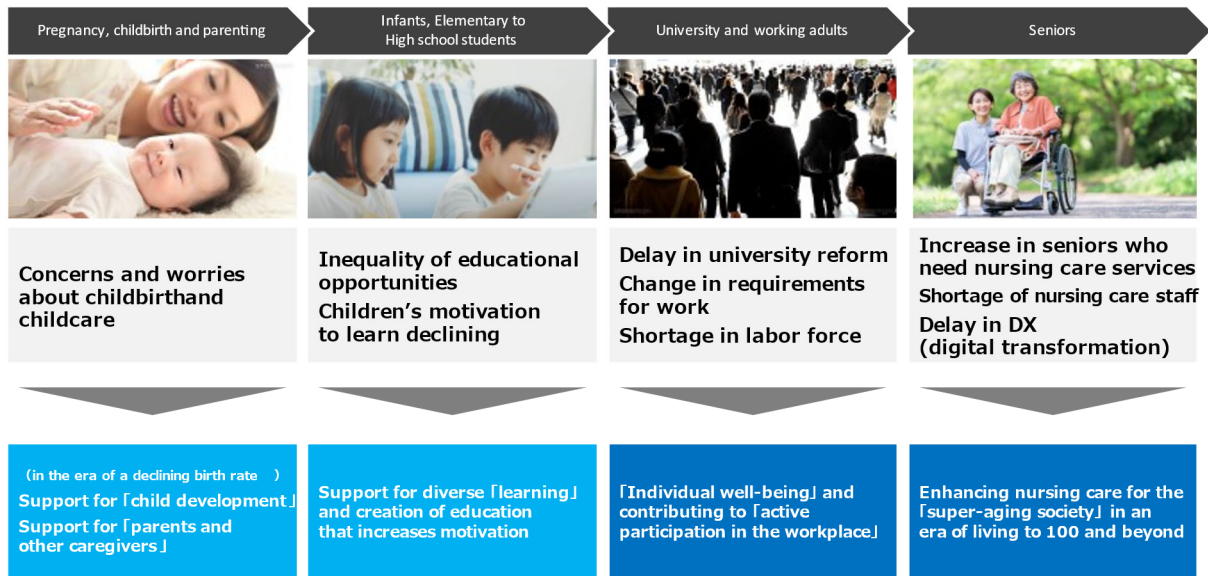 Pregnancy, childbirth and parenting
Infants, Elementary to
High school students
University and working adults
Seniors
Concerns and worries
about childbirthand
childcare
Inequality of educational
opportunities
Children's motivation
to learn declining
Delay in university reform
Change in requirements
for work
Shortage in labor force
Increase in seniors who
need nursing care services
Shortage of nursing care staff
Delay in DX
(digital transformation)
(in the era of a declining birth rate )
Support for「child development」
Support for「parents and
other caregivers」
Support for diverse「learning」
and creation of education
that increases motivation
「Individual well-being」and
contributing to「active
participation in the workplace」
Enhancing nursing care for the
「super-aging society」in an
era of living to 100 and beyond